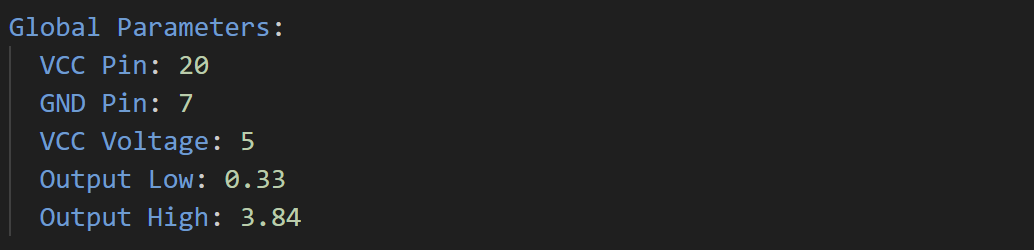 Global Parameters:
VCC Pin: 20
GND Pin: 7
VCC Voltage: 5
Output Low: 0.33
Output High: 3.84